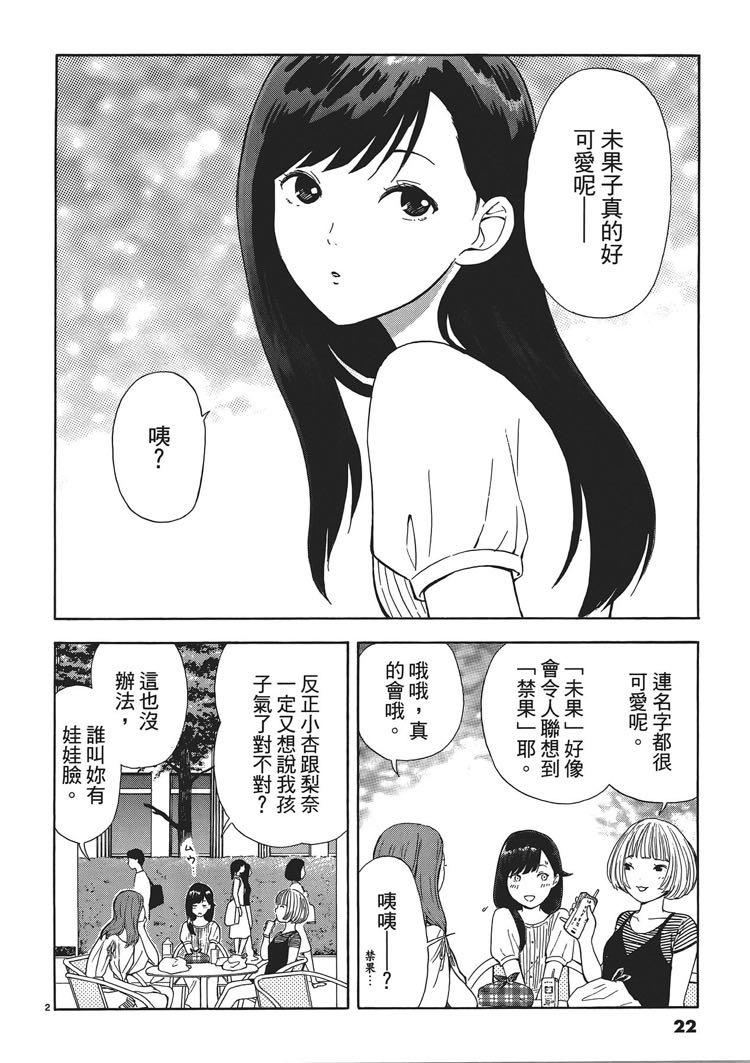 未果子真的好
可愛呢——
咦？
連名字都很
可愛呢。
「未果」好像
會令人聯想到
「禁果」耶。
哦哦，真
的會哦。
咦咦——？
禁果…
反正小杏跟梨奈
一定又想說我孩
子氣了對不對？
ムゥ…
這也沒
辦法，
誰叫妳有
娃娃臉。
2
22